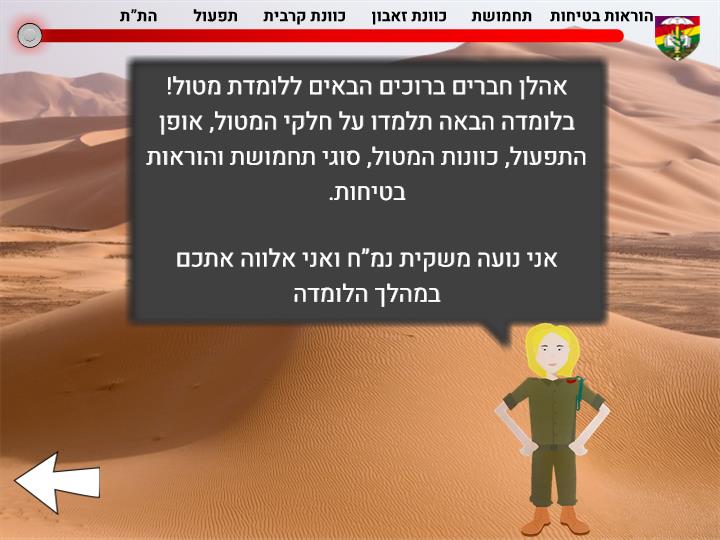 הוראות בטיחות תחמושת כוונת זאבון כוונת קרבית תפעול הת”ת
אהלן חברים ברוכים הבאים ללומדת מטול!
בלומדה הבאה תלמדו על חלקי המטול, אופן
התפעול, כוונות המטול, סוגי תחמושת והוראות
בטיחות.
אני נועה משקית נמ”ח ואני אלווה אתכם
במהלך הלומדה